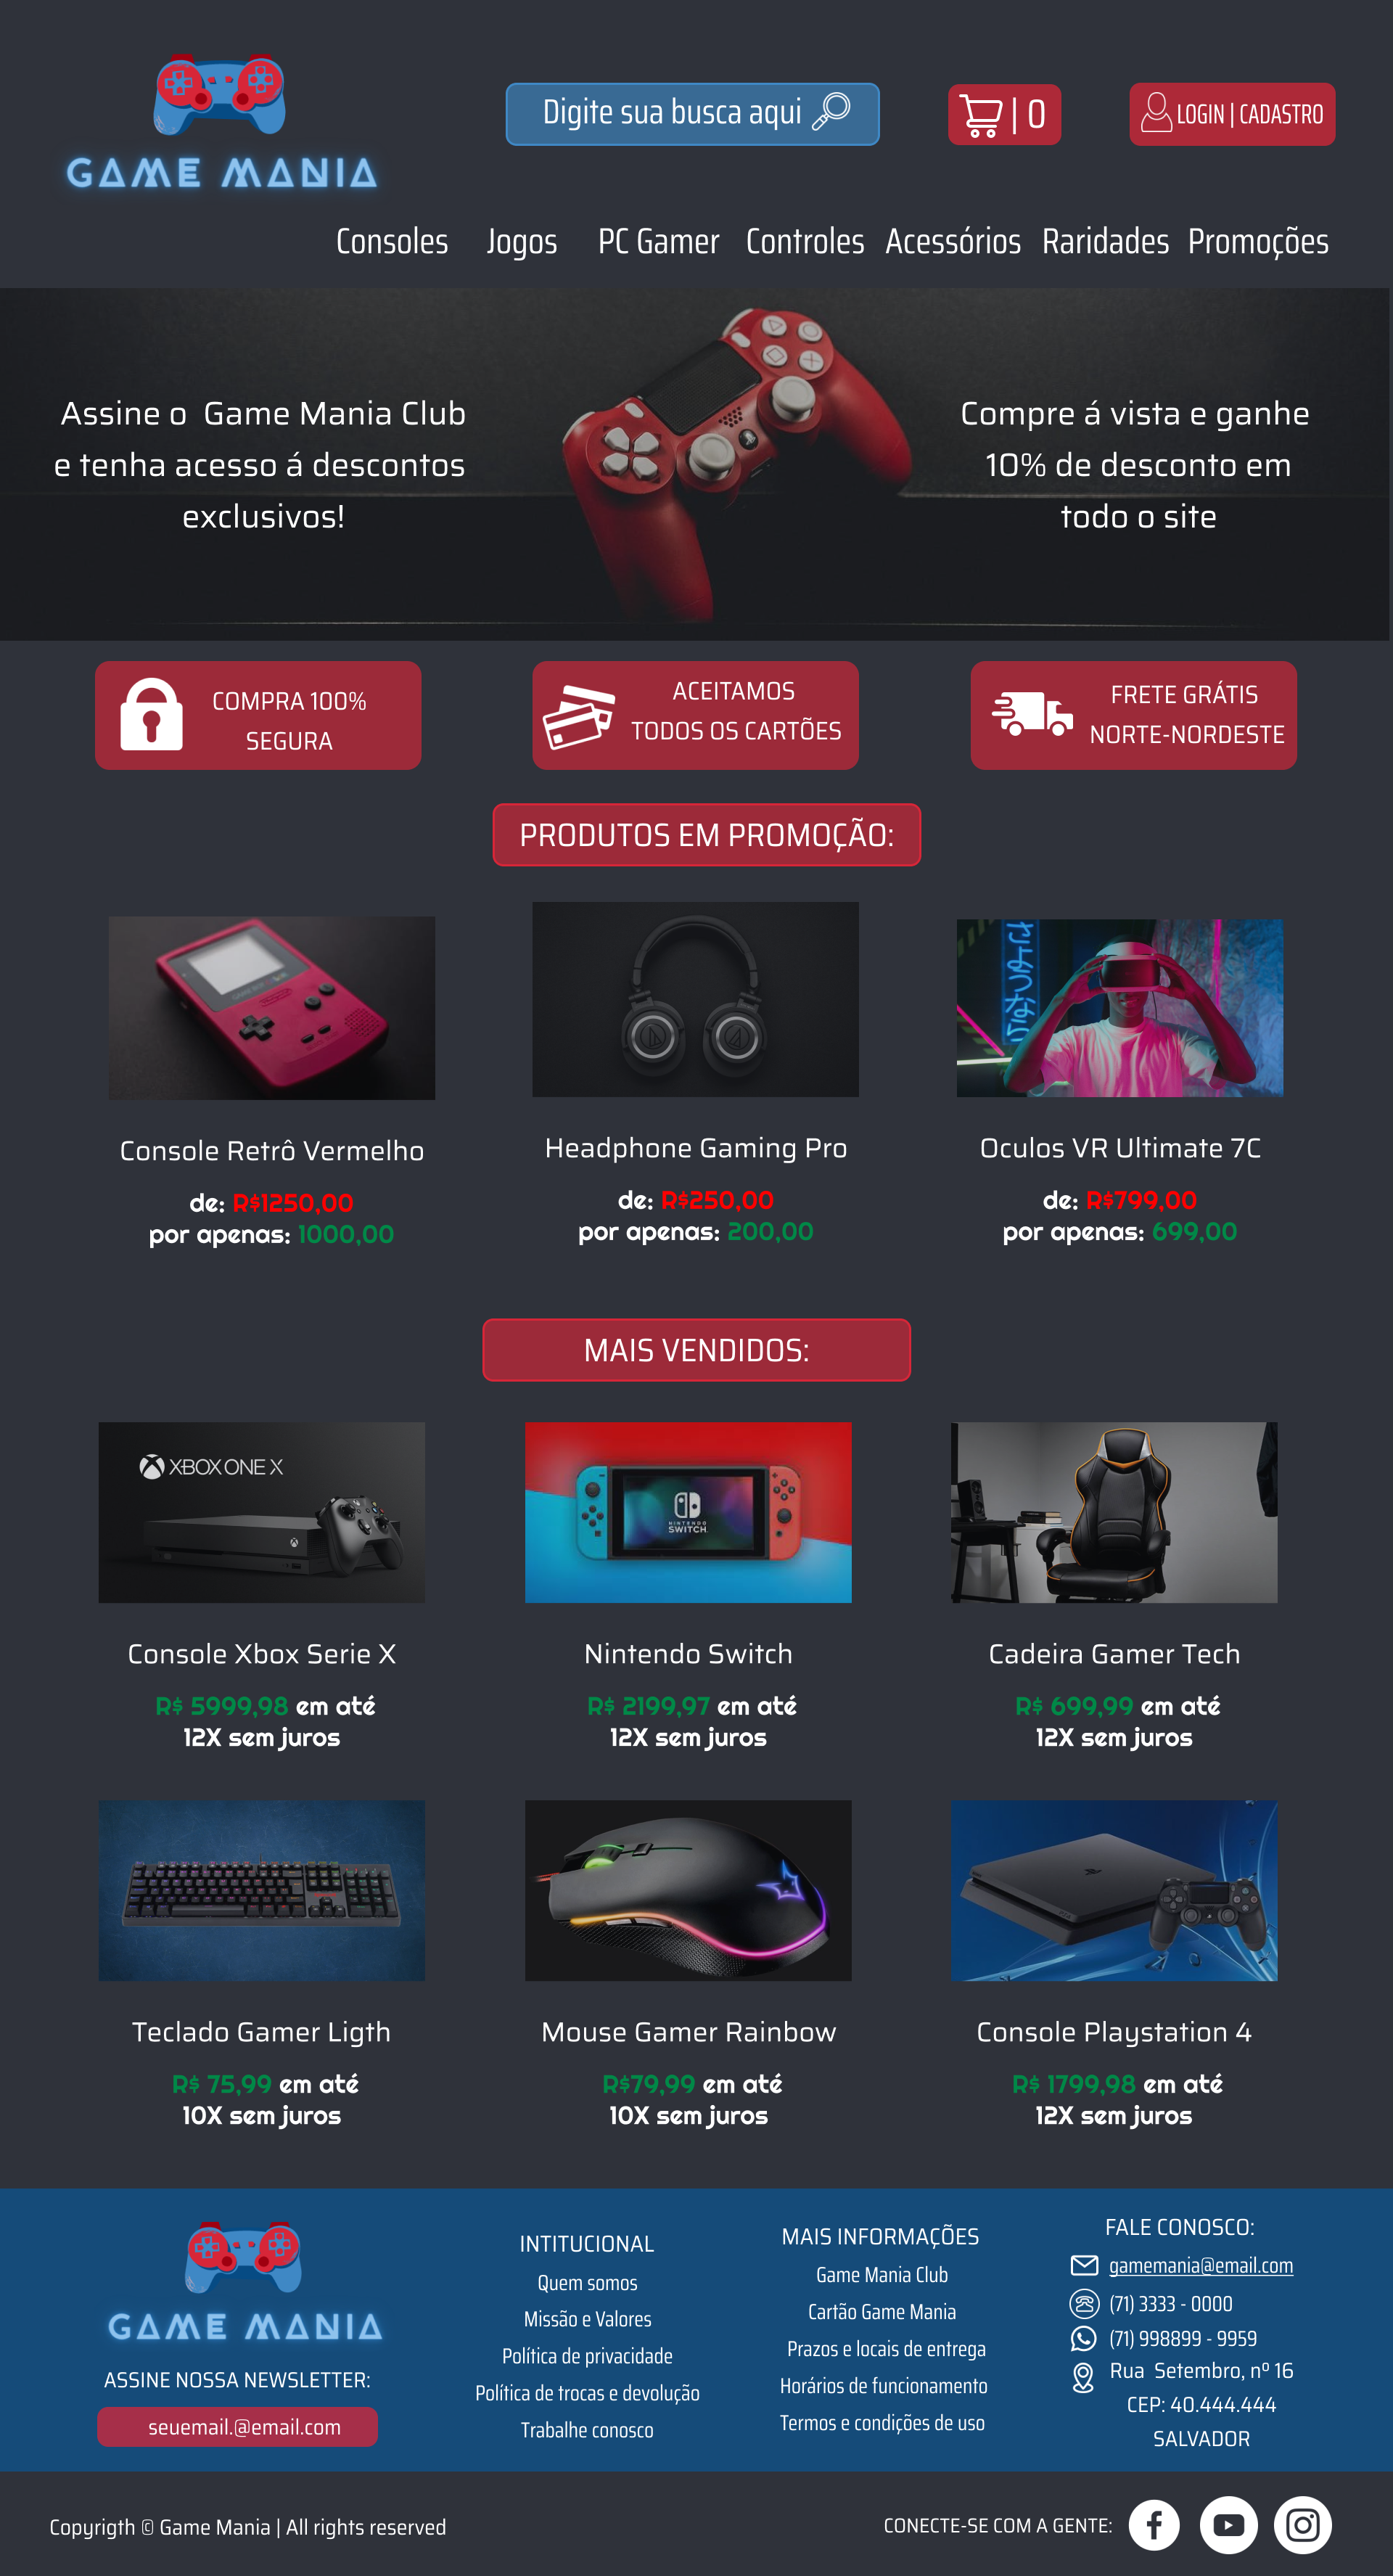 GAME MANIA
Digite sua busca aqui
| 0
LOGIN | CADASTRO
Consoles Jogos PC Gamer Controles Acessórios Raridades Promoções
Assine o Game Mania Club
e tenha acesso á descontos
exclusivos!
Compre á vista e ganhe
10% de desconto em
todo o site
COMPRA 100%
SEGURA
ACEITAMOS
TODOS OS CARTÕES
FRETE GRÁTIS
NORTE-NORDESTE
PRODUTOS EM PROMOÇÃO:
Console Retrô Vermelho
de: R$1250,00
por apenas: 1000,00
Headphone Gaming Pro
de: R$250,00
por apenas: 200,00
Oculos VR Ultimate 7C
de: R$799,00
por apenas: 699,00
MAIS VENDIDOS:
XBOX ONE X
Console Xbox Serie X
R$ 5999,98 em até
12X sem juros
NINTENDO
SWITCH
Nintendo Switch
R$ 2199,97 em até
12X sem juros
Cadeira Gamer Tech
R$ 699,99 em até
12X sem juros
Teclado Gamer Ligth
R$ 75,99 em até
10X sem juros
Mouse Gamer Rainbow
R$79,99 em até
10X sem juros
Console Playstation 4
R$ 1799,98 em até
12X sem juros
GAME MANIA
ASSINE NOSSA NEWSLETTER:
seuemail.@email.com
INTITUCIONAL
Quem somos
Missão e Valores
Política de privacidade
Política de trocas e devolução
Trabalhe conosco
MAIS INFORMAÇÕES
Game Mania Club
Cartão Game Mania
Prazos e locais de entrega
Horários de funcionamento
Termos e condições de uso
FALE CONOSCO:
gamemania@email.com
(71) 3333 - 0000
(71) 998899 - 9959
Rua Setembro, nº 16
CEP: 40.444.444
SALVADOR
Copyrigth © Game Mania | All rights reserved
CONECTE-SE COM A GENTE: